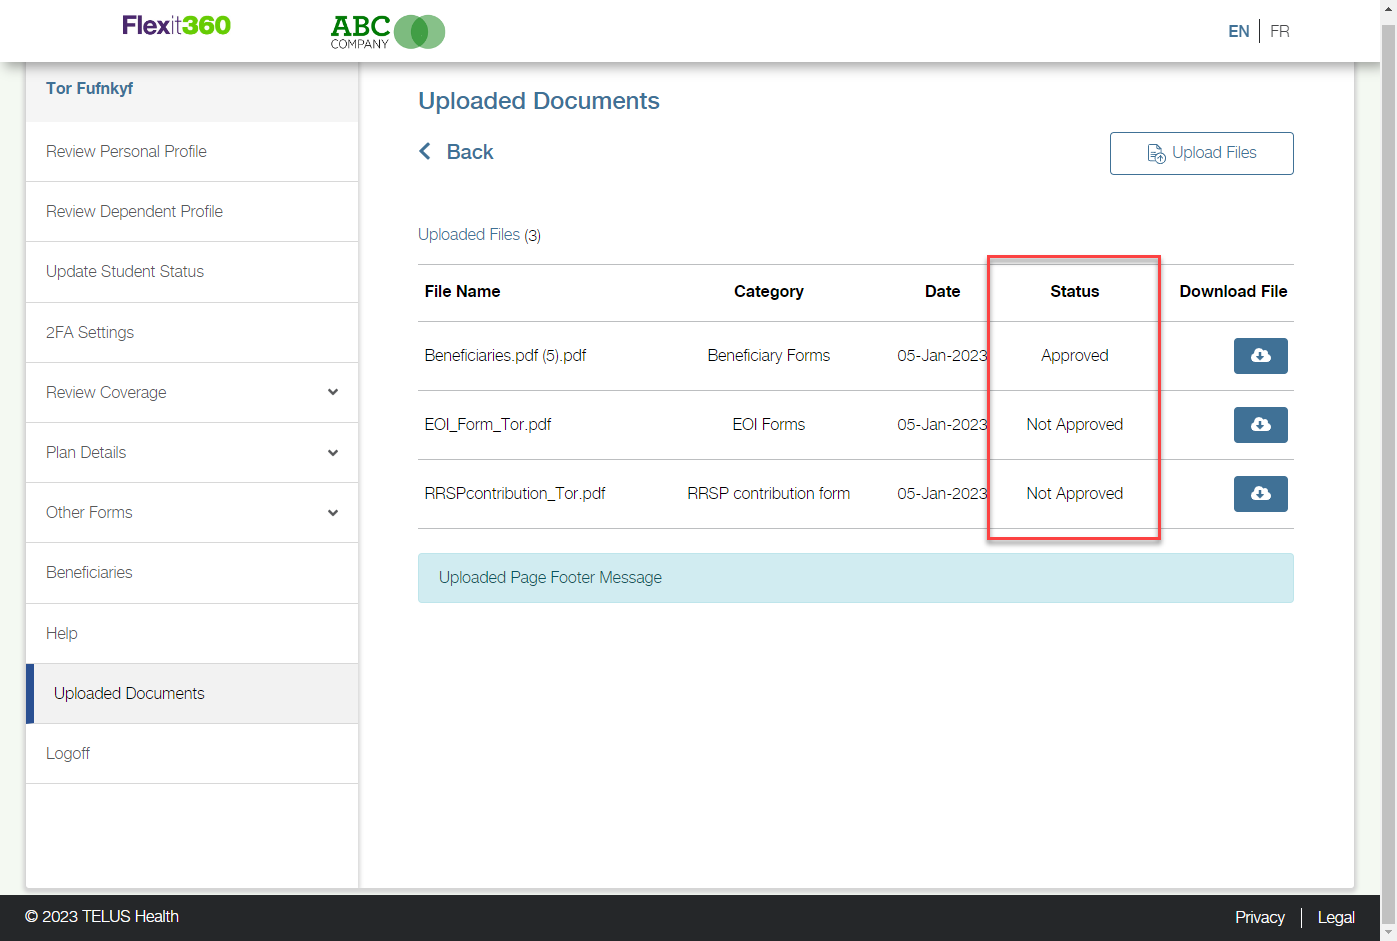 Flexit360
ABC
COMPANY
EN
FR
Tor Fufnkyf
Review Personal Profile
Review Dependent Profile
Update Student Status
2FA Settings
Review Coverage
Plan Details
Other Forms
Beneficiaries
Help
Uploaded Documents
Logoff
Uploaded Documents
Back
Upload Files
Uploaded Files (3)
File Name Category Date Status Download File
Beneficiaries.pdf (5).pdf Beneficiary Forms 05-Jan-2023 Approved
EOI_Form_Tor.pdf EOI Forms 05-Jan-2023 Not Approved
RRSPcontribution_Tor.pdf RRSP contribution form 05-Jan-2023 Not Approved
Uploaded Page Footer Message
© 2023 TELUS Health
Privacy
Legal